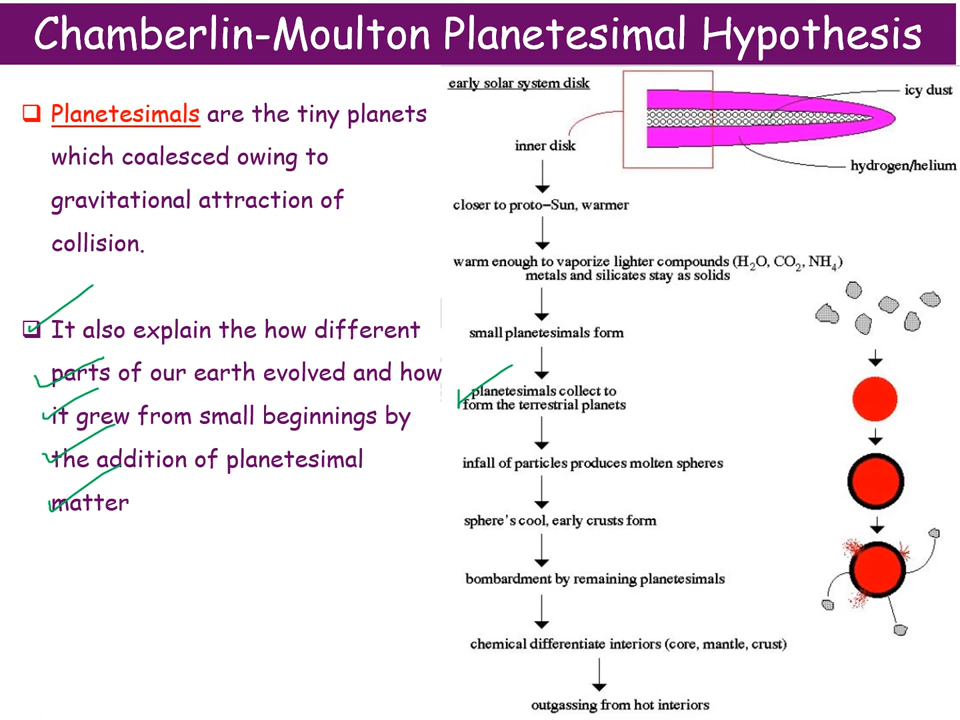 Chamberlin-Moulton Planetesimal Hypothesis
Planetesimals are the tiny planets
which coalesced owing to
gravitational attraction of
collision.
It also explain the how different
parts of our earth evolved and how
it grew from small beginnings by
the addition of planetesimal
matter
early solar system disk
icy dust
hydrogen/helium
inner disk
closer to proto-Sun, warmer
warm enough to vaporize lighter compounds (H₂O, CO₂, NH₄)
metals and silicates stay as solids
small planetesimals form
planetesimals collect to
form the terrestrial planets
infall of particles produces molten spheres
sphere's cool, early crusts form
bombardment by remaining planetesimals
chemical differentiate interiors (core, mantle, crust)
outgassing from hot interiors